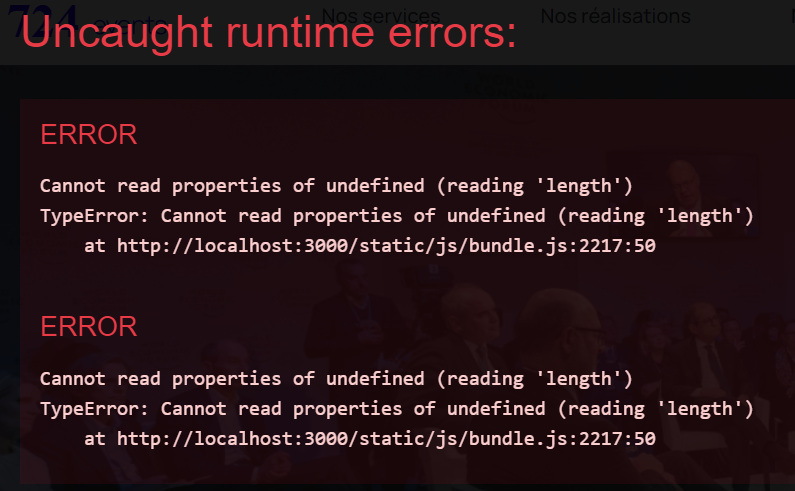 724 events
Nos services
Nos réalisations
Uncaught runtime errors:
ERROR
Cannot read properties of undefined (reading 'length')
TypeError: Cannot read properties of undefined (reading 'length')
at http://localhost:3000/static/js/bundle.js:2217:50
ERROR
Cannot read properties of undefined (reading 'length')
TypeError: Cannot read properties of undefined (reading 'length')
at http://localhost:3000/static/js/bundle.js:2217:50